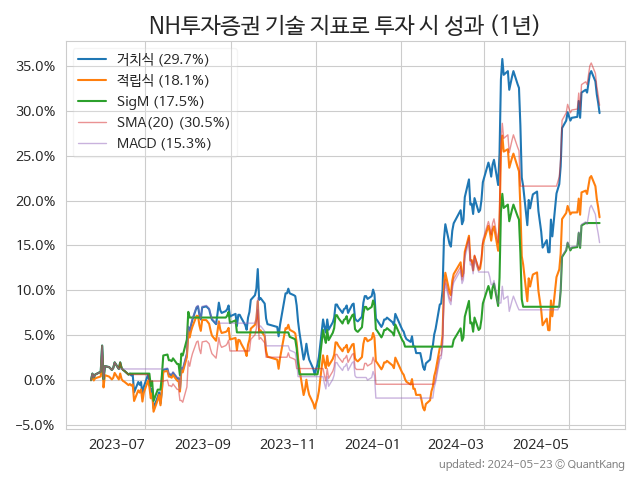 NH투자증권 기술 지표로 투자 시 성과 (1년)
거치식 (29.7%)
적립식 (18.1%)
SigM (17.5%)
SMA(20) (30.5%)
MACD (15.3%)
35.0%
30.0%
25.0%
20.0%
15.0%
10.0%
5.0%
0.0%
−5.0%
2023-07 2023-09 2023-11 2024-01 2024-03 2024-05
updated: 2024-05-23 © QuantKang